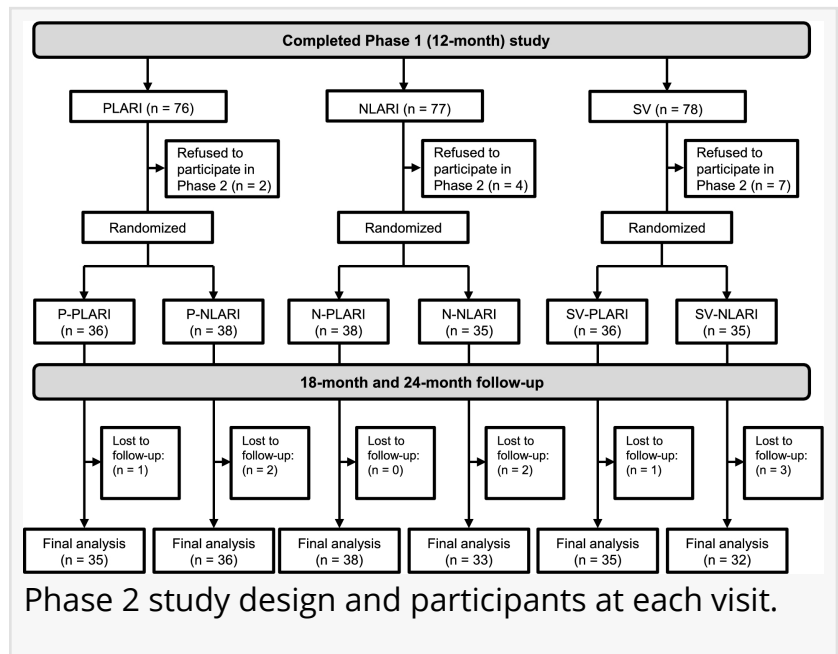 Completed Phase 1 (12-month) study
PLARI (n = 76)
NLARI (n = 77)
SV (n = 78)
Refused to
participate in
Phase 2 (n = 2)
Refused to
participate in
Phase 2 (n = 4)
Refused to
participate in
Phase 2 (n = 7)
Randomized
Randomized
Randomized
P-PLARI
(n = 36)
P-NLARI
(n = 38)
N-PLARI
(n = 38)
N-NLARI
(n = 35)
SV-PLARI
(n = 36)
SV-NLARI
(n = 35)
18-month and 24-month follow-up
Lost to
follow-up:
(n = 1)
Lost to
follow-up:
(n = 2)
Lost to
follow-up:
(n = 0)
Lost to
follow-up:
(n = 2)
Lost to
follow-up:
(n = 1)
Lost to
follow-up:
(n = 3)
Final analysis
(n = 35)
Final analysis
(n = 36)
Final analysis
(n = 38)
Final analysis
(n = 33)
Final analysis
(n = 35)
Final analysis
(n = 32)
Phase 2 study design and participants at each visit.